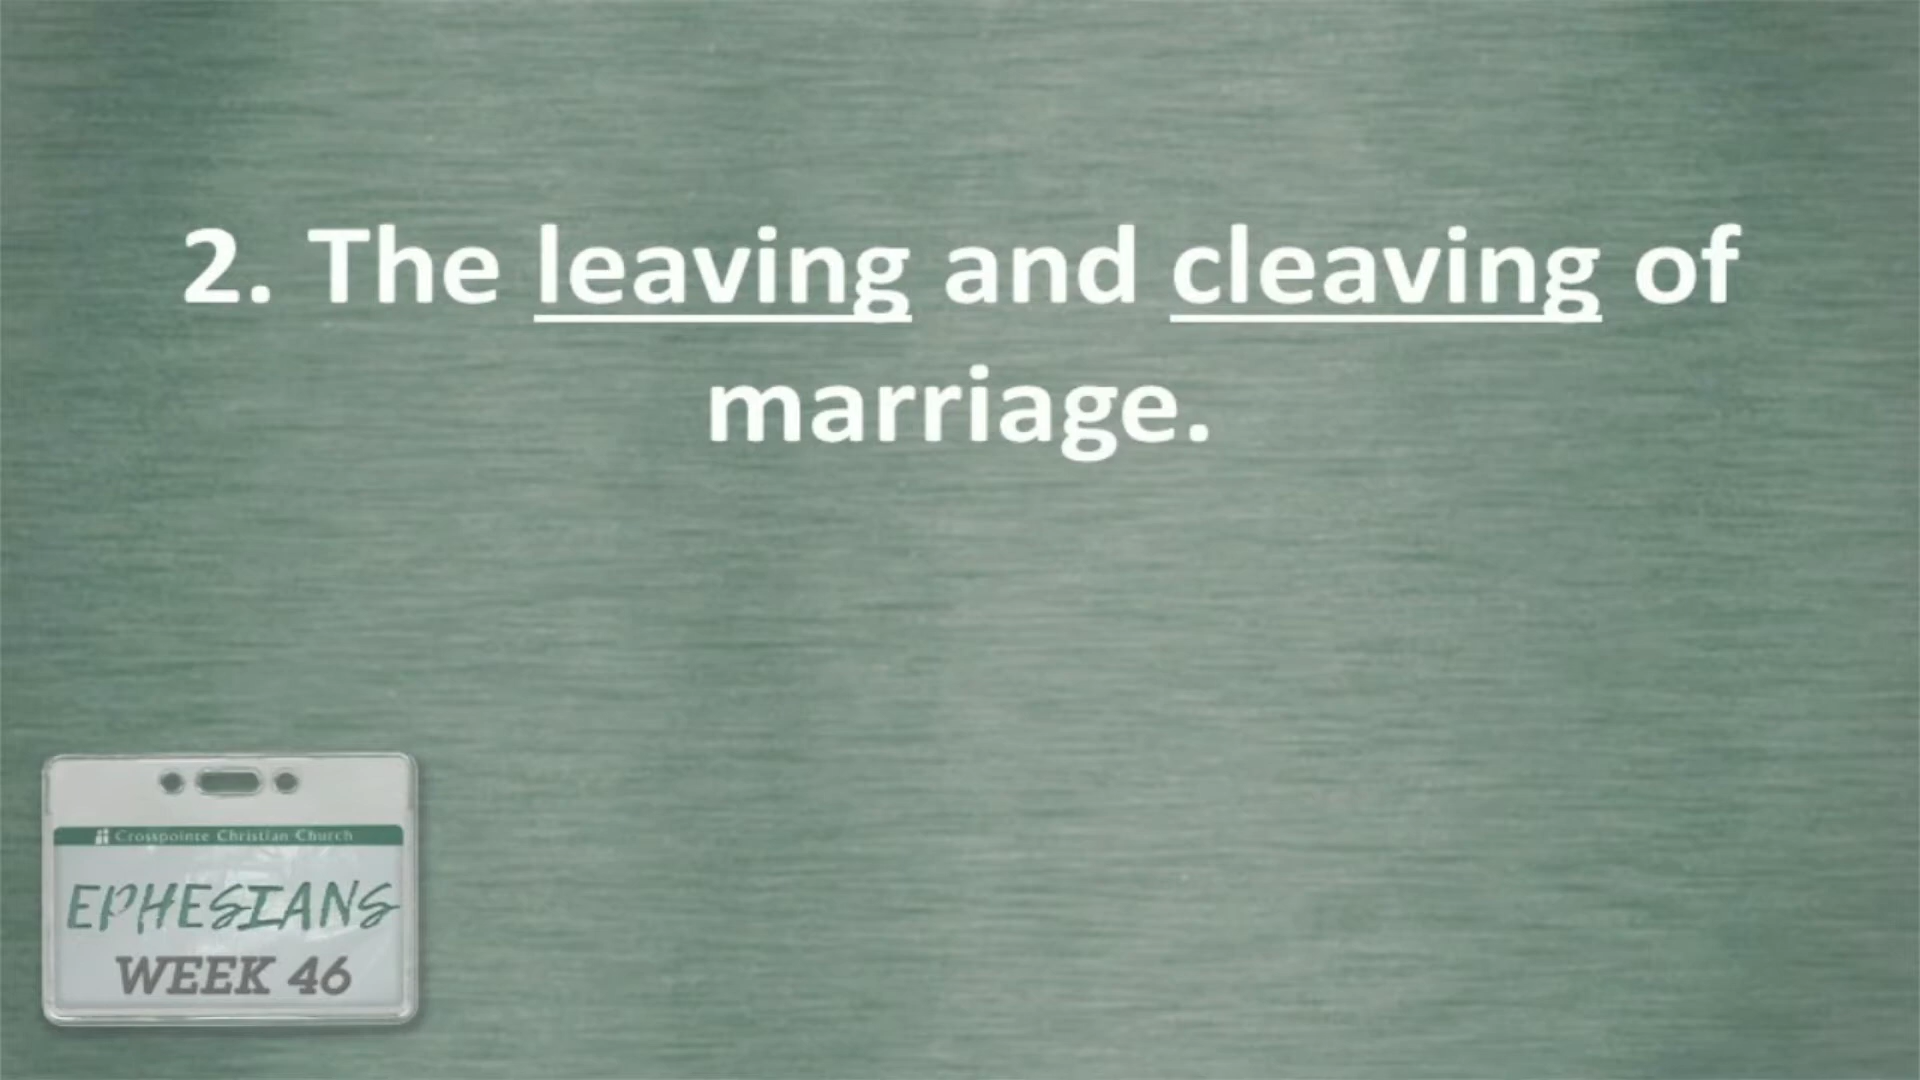 2. The leaving and cleaving of
marriage.
Crosspointe Christian Church
EPHESIANS
WEEK 46